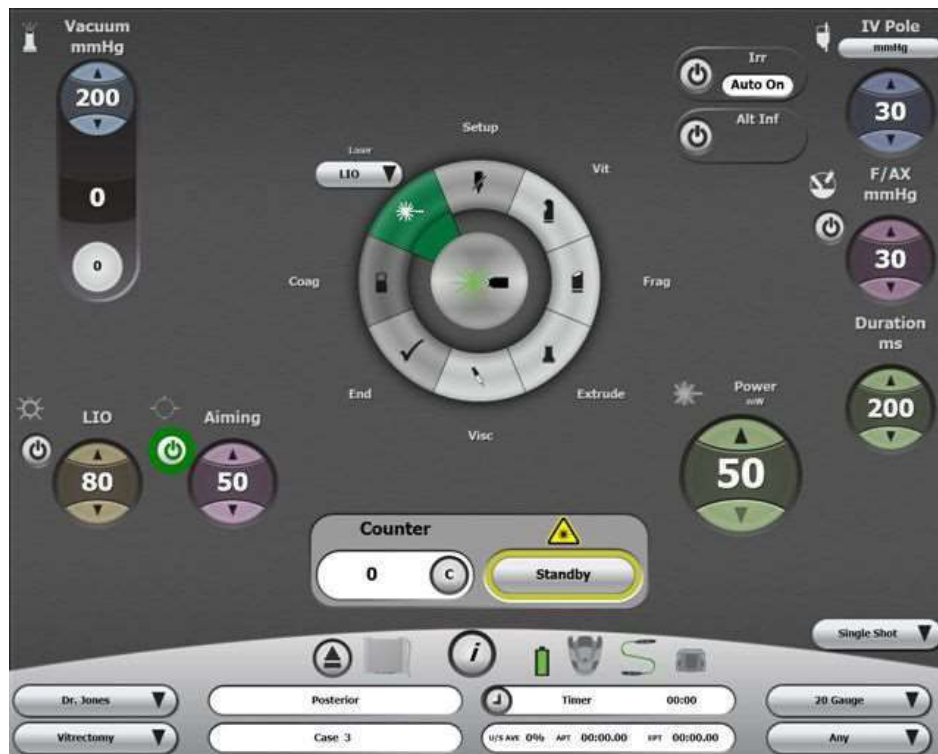 Vacuum
mmHg
200
0
0
Irr
Auto On
Alt Inf
IV Pole
mmHg
30
F/AX
mmHg
30
Duration
ms
200
Setup
Laser
LIO
Vit
Coag
Frag
End
Extrude
Visc
LIO
80
Aiming
50
Power
mW
50
Counter
0
C
Standby
Single Shot
i
Dr. Jones
Posterior
Timer 00:00
20 Gauge
Vitrectomy
Case 3
U/S AVE 0% APT 00:00.00 EPT 00:00.00
Any